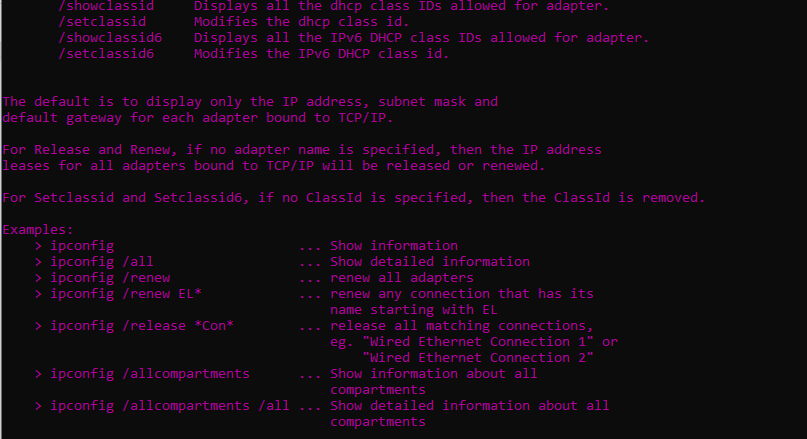 /showclassid     Displays all the dhcp class IDs allowed for adapter.
/setclassid      Modifies the dhcp class id.
/showclassid6    Displays all the IPv6 DHCP class IDs allowed for adapter.
/setclassid6     Modifies the IPv6 DHCP class id.
The default is to display only the IP address, subnet mask and
default gateway for each adapter bound to TCP/IP.
For Release and Renew, if no adapter name is specified, then the IP address
leases for all adapters bound to TCP/IP will be released or renewed.
For Setclassid and Setclassid6, if no ClassId is specified, then the ClassId is removed.
Examples:
> ipconfig                       ... Show information
> ipconfig /all                  ... Show detailed information
> ipconfig /renew                ... renew all adapters
> ipconfig /renew EL*            ... renew any connection that has its
name starting with EL
> ipconfig /release *Con*        ... release all matching connections,
eg. "Wired Ethernet Connection 1" or
"Wired Ethernet Connection 2"
> ipconfig /allcompartments      ... Show information about all
compartments
> ipconfig /allcompartments /all ... Show detailed information about all
compartments